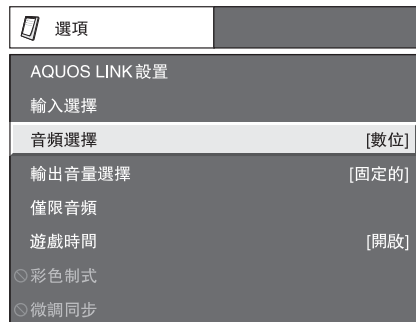 選項
AQUOS LINK設置
輸入選擇
音頻選擇 [數位]
輸出音量選擇 [固定的]
僅限音頻
遊戲時間 [開啟]
彩色制式
微調同步